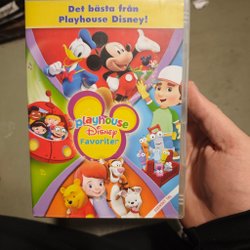 Det bästa från
Playhouse Disney!
playhouse
Disney
Favoriter